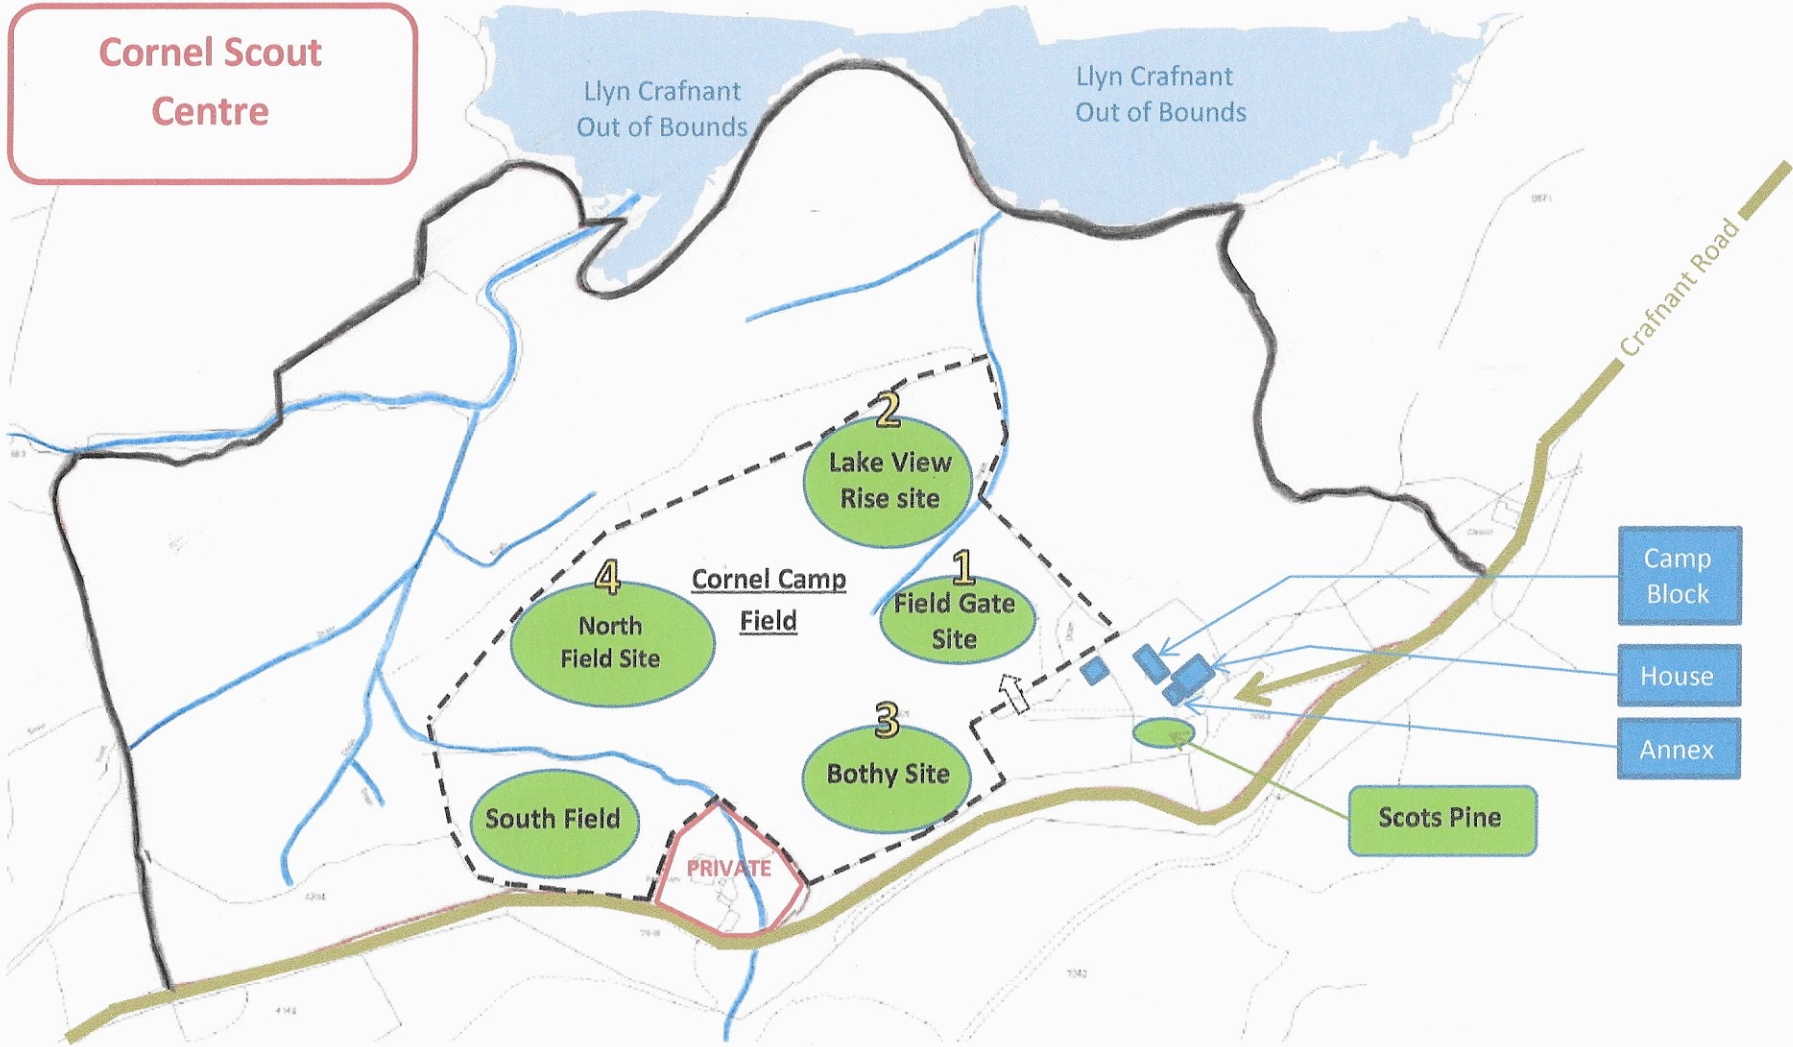 Cornel Scout
Centre
Llyn Crafnant
Out of Bounds
Llyn Crafnant
Out of Bounds
Crafnant Road
2
Lake View
Rise site
1
Field Gate
Site
4
North
Field Site
Cornel Camp
Field
3
Bothy Site
South Field
PRIVATE
Camp
Block
House
Annex
Scots Pine